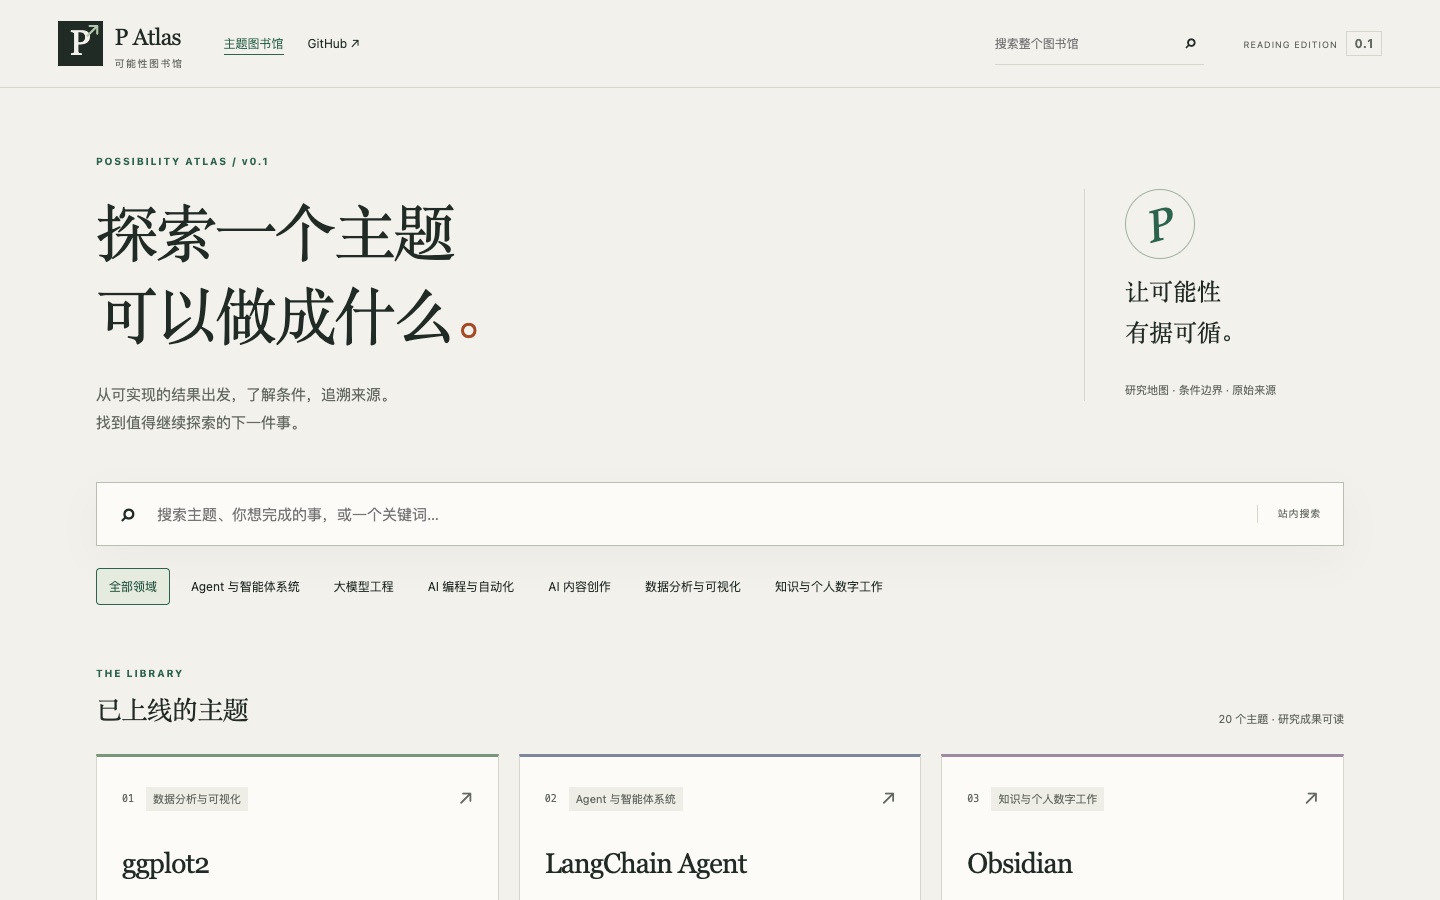 P
P Atlas
可能性图书馆
主题图书馆
GitHub ↗
搜索整个图书馆
READING EDITION
0.1
POSSIBILITY ATLAS / v0.1
探索一个主题
可以做成什么。
从可实现的结果出发，了解条件，追溯来源。
找到值得继续探索的下一件事。
P
让可能性
有据可循。
研究地图 · 条件边界 · 原始来源
搜索主题、你想完成的事，或一个关键词...
站内搜索
全部领域
Agent 与智能体系统
大模型工程
AI 编程与自动化
AI 内容创作
数据分析与可视化
知识与个人数字工作
THE LIBRARY
已上线的主题
20 个主题 · 研究成果可读
01
数据分析与可视化
ggplot2
02
Agent 与智能体系统
LangChain Agent
03
知识与个人数字工作
Obsidian